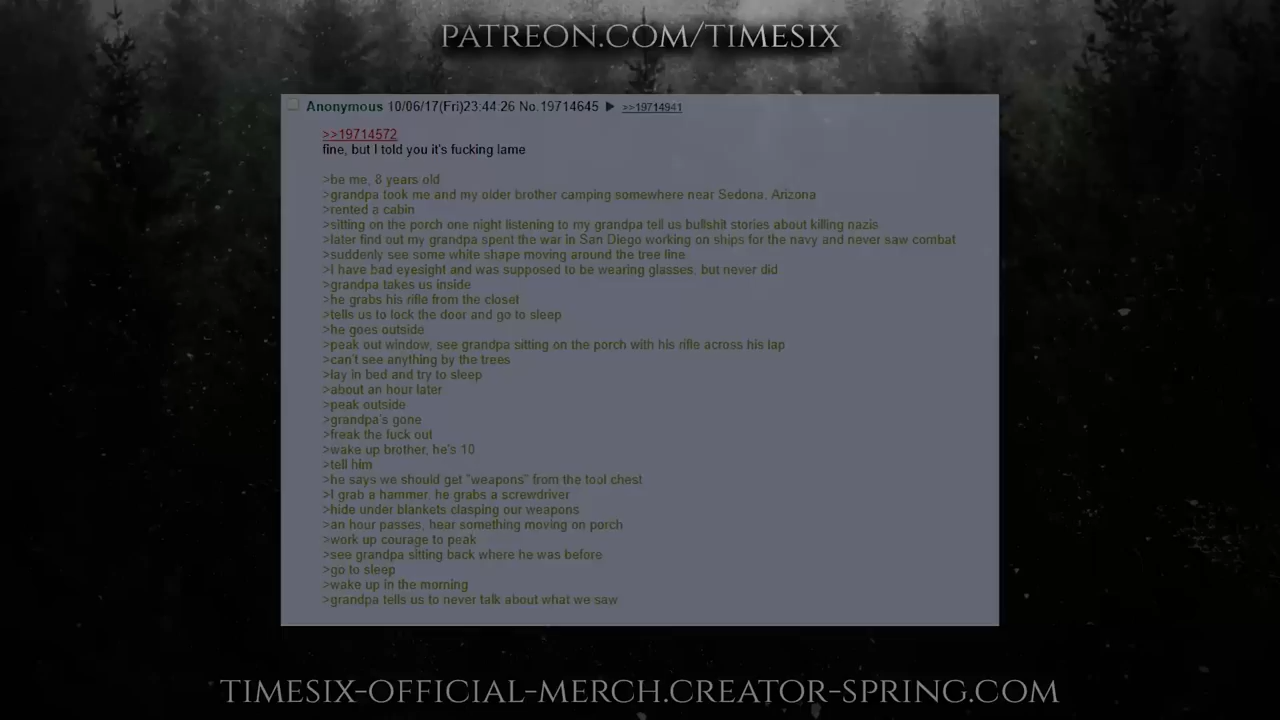 PATREON.COM/TIMESIX
Anonymous 10/06/17(Fri)23:44:26 No.19714645 ▶ >>19714941
>>19714572
fine, but I told you it's fucking lame
>be me, 8 years old
>grandpa took me and my older brother camping somewhere near Sedona, Arizona
>rented a cabin
>sitting on the porch one night listening to my grandpa tell us bullshit stories about killing nazis
>later find out my grandpa spent the war in San Diego working on ships for the navy and never saw combat
>suddenly see some white shape moving around the tree line
>I have bad eyesight and was supposed to be wearing glasses, but never did
>grandpa takes us inside
>he grabs his rifle from the closet
>tells us to lock the door and go to sleep
>he goes outside
>peak out window, see grandpa sitting on the porch with his rifle across his lap
>can't see anything by the trees
>lay in bed and try to sleep
>about an hour later
>peak outside
>grandpa's gone
>freak the fuck out
>wake up brother, he's 10
>tell him
>he says we should get "weapons" from the tool chest
>I grab a hammer, he grabs a screwdriver
>hide under blankets clasping our weapons
>an hour passes, hear something moving on porch
>work up courage to peak
>see grandpa sitting back where he was before
>go to sleep
>wake up in the morning
>grandpa tells us to never talk about what we saw
TIMESIX-OFFICIAL-MERCH.CREATOR-SPRING.COM